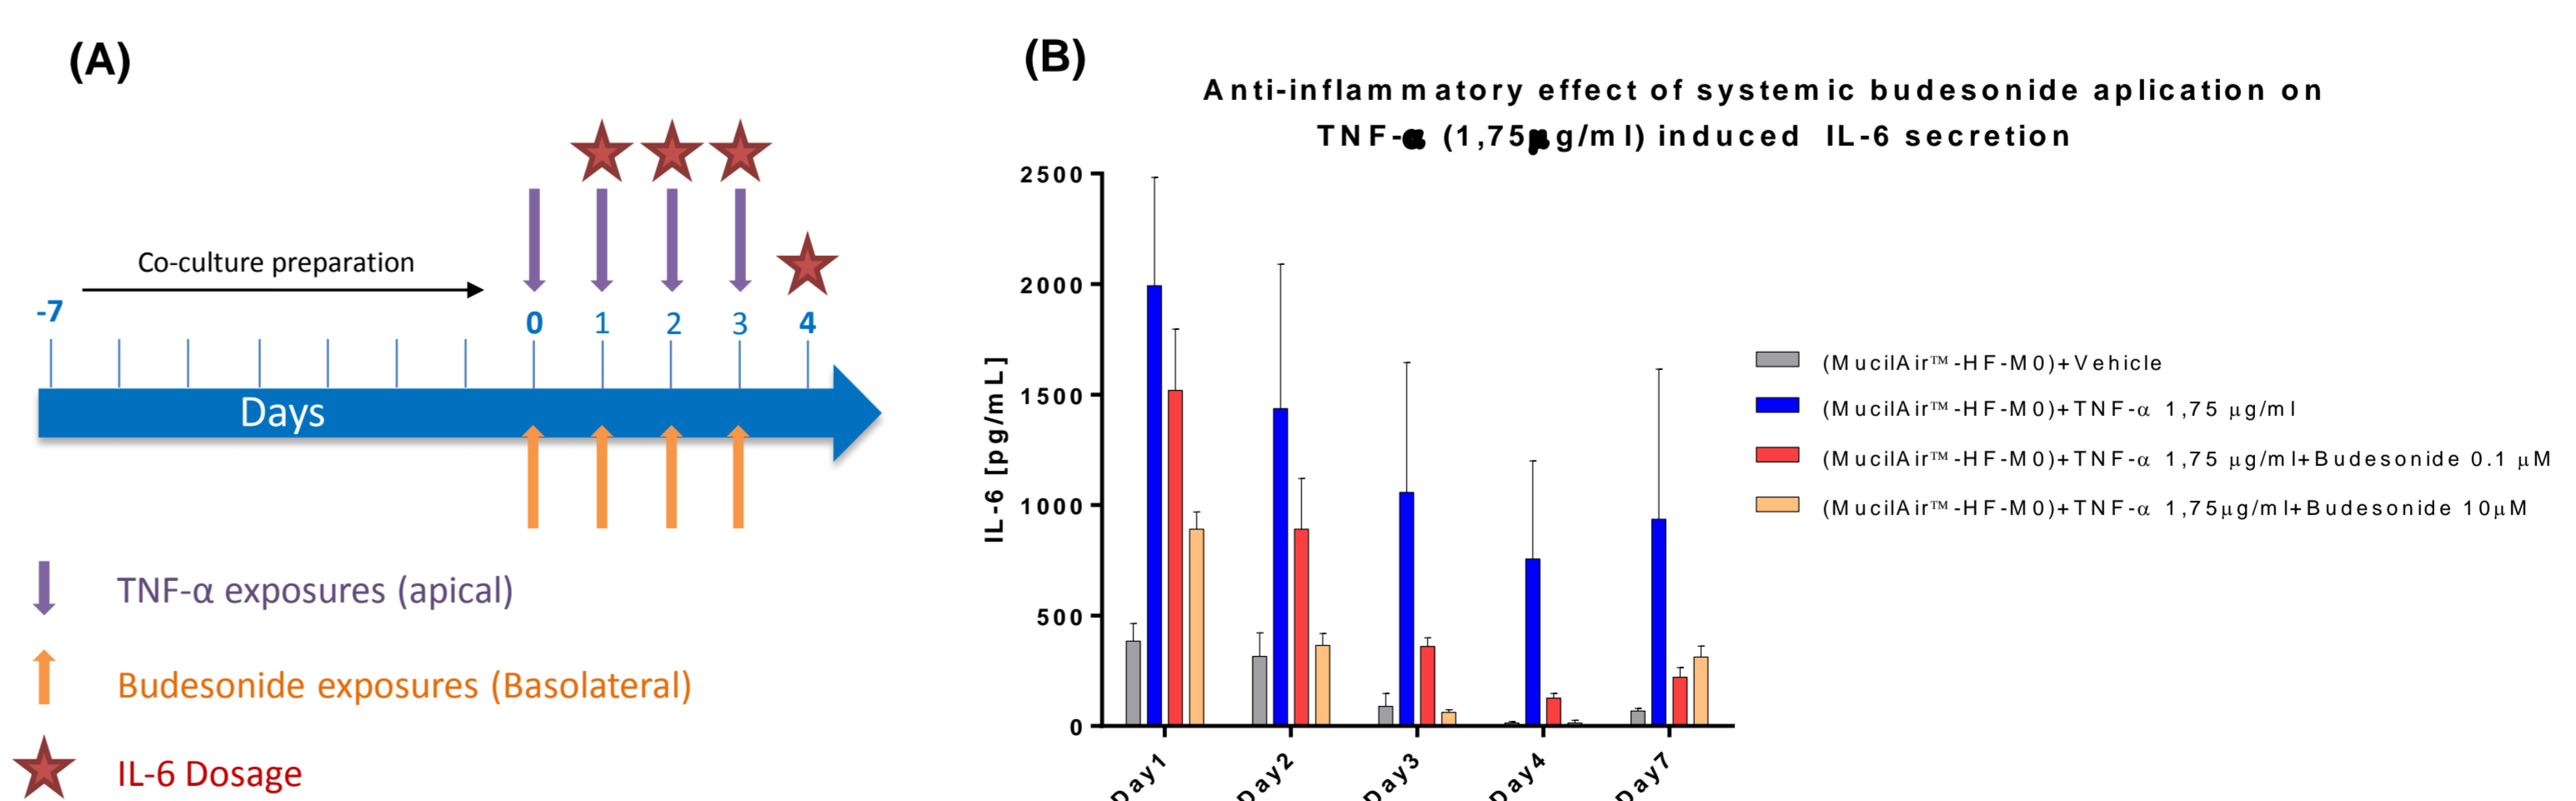 (A)
Co-culture preparation
-7
0 1 2 3 4
Days
TNF-α exposures (apical)
Budesonide exposures (Basolateral)
IL-6 Dosage
(B)
Anti-inflammatory effect of systemic budesonide aplication on
TNF-α (1,75μg/ml) induced IL-6 secretion
IL-6 [pg/mL]
2500
2000
1500
1000
500
0
Day1 Day2 Day3 Day4 Day7
(MucilAir™-HF-M0)+Vehicle
(MucilAir™-HF-M0)+TNF-α 1,75 μg/ml
(MucilAir™-HF-M0)+TNF-α 1,75 μg/ml+Budesonide 0.1 μM
(MucilAir™-HF-M0)+TNF-α 1,75μg/ml+Budesonide 10μM